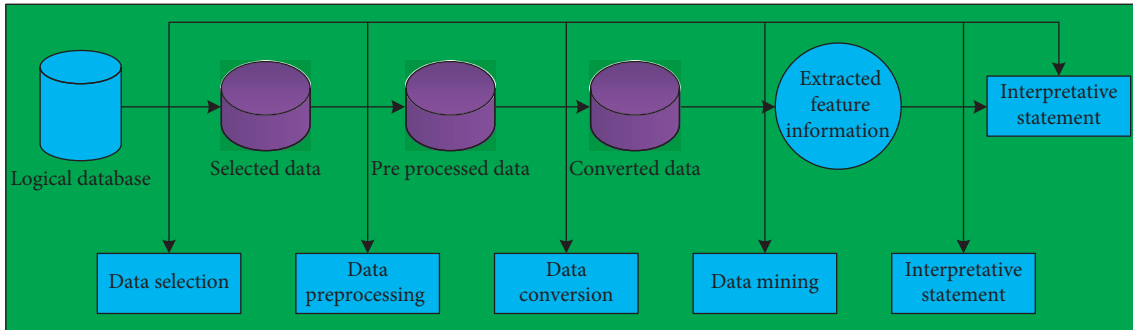 Logical database
Selected data
Pre processed data
Converted data
Extracted
feature
information
Interpretative
statement
Data selection
Data
preprocessing
Data
conversion
Data mining
Interpretative
statement